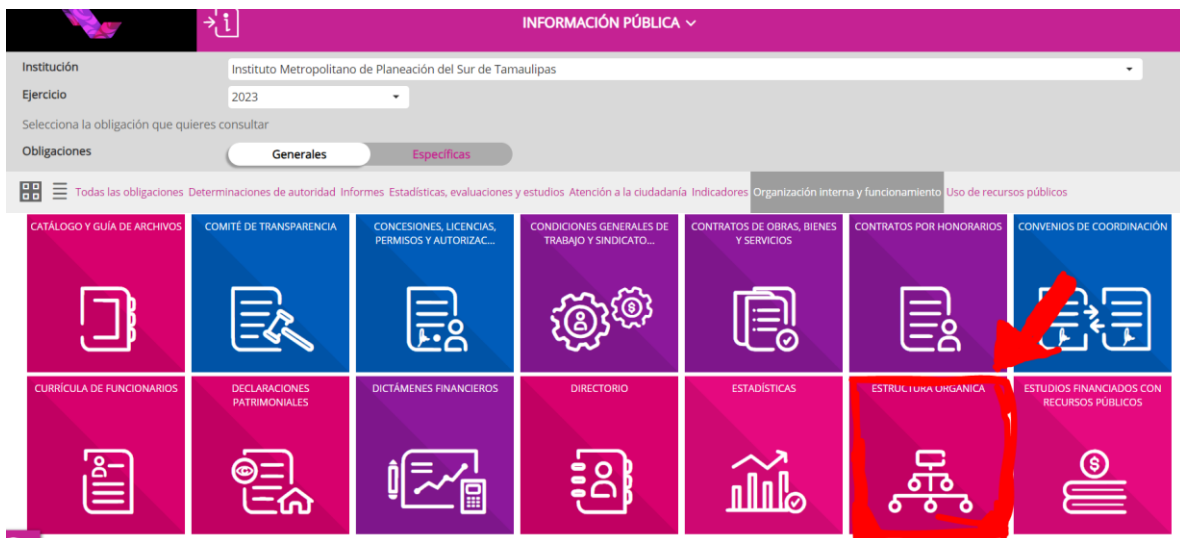 INFORMACIÓN PÚBLICA
Institución
Instituto Metropolitano de Planeación del Sur de Tamaulipas
Ejercicio
2023
Selecciona la obligación que quieres consultar
Obligaciones
Generales
Específicas
Todas las obligaciones Determinaciones de autoridad Informes Estadísticas, evaluaciones y estudios Atención a la ciudadanía Indicadores Organización interna y funcionamiento Uso de recursos públicos
CATÁLOGO Y GUÍA DE ARCHIVOS
COMITÉ DE TRANSPARENCIA
CONCESIONES, LICENCIAS,
PERMISOS Y AUTORIZAC...
CONDICIONES GENERALES DE
TRABAJO Y SINDICATO...
CONTRATOS DE OBRAS, BIENES
Y SERVICIOS
CONTRATOS POR HONORARIOS
CONVENIOS DE COORDINACIÓN
CURRÍCULA DE FUNCIONARIOS
DECLARACIONES
PATRIMONIALES
DICTÁMENES FINANCIEROS
DIRECTORIO
ESTADÍSTICAS
ESTRUCTURA ORGÁNICA
ESTUDIOS FINANCIADOS CON
RECURSOS PÚBLICOS